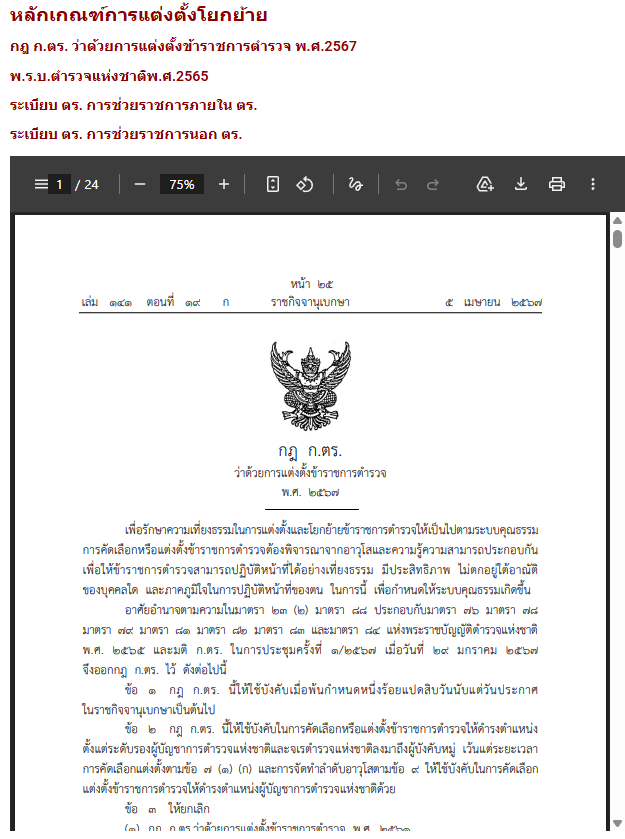 หลักเกณฑ์การแต่งตั้งโยกย้าย
กฎ ก.ตร. ว่าด้วยการแต่งตั้งข้าราชการตำรวจ พ.ศ.2567
พ.ร.บ.ตำรวจแห่งชาติพ.ศ.2565
ระเบียบ ตร. การช่วยราชการภายใน ตร.
ระเบียบ ตร. การช่วยราชการนอก ตร.
1 / 24 75%
หน้า ๒๕
เล่ม ๑๔๑ ตอนที่ ๑๙ ก ราชกิจจานุเบกษา ๕ เมษายน ๒๕๖๗
กฎ ก.ตร.
ว่าด้วยการแต่งตั้งข้าราชการตำรวจ
พ.ศ. ๒๕๖๗
เพื่อรักษาความเที่ยงธรรมในการแต่งตั้งและโยกย้ายข้าราชการตำรวจให้เป็นไปตามระบบคุณธรรม
การคัดเลือกหรือแต่งตั้งข้าราชการตำรวจต้องพิจารณาจากอาวุโสและความรู้ความสามารถประกอบกัน
เพื่อให้ข้าราชการตำรวจสามารถปฏิบัติหน้าที่ได้อย่างเที่ยงธรรม มีประสิทธิภาพ ไม่ตกอยู่ใต้อาณัติ
ของบุคคลใด และภาคภูมิใจในการปฏิบัติหน้าที่ของตน ในการนี้ เพื่อกำหนดให้ระบบคุณธรรมเกิดขึ้น
อาศัยอำนาจตามความในมาตรา ๒๓ (๒) มาตรา ๘๘ ประกอบกับมาตรา ๗๖ มาตรา ๗๘
มาตรา ๗๙ มาตรา ๘๑ มาตรา ๘๒ มาตรา ๘๓ และมาตรา ๘๔ แห่งพระราชบัญญัติตำรวจแห่งชาติ
พ.ศ. ๒๕๖๕ และมติ ก.ตร. ในการประชุมครั้งที่ ๑/๒๕๖๗ เมื่อวันที่ ๒๙ มกราคม ๒๕๖๗
จึงออกกฎ ก.ตร. ไว้ ดังต่อไปนี้
ข้อ ๑ กฎ ก.ตร. นี้ให้ใช้บังคับเมื่อพ้นกำหนดหนึ่งร้อยแปดสิบวันนับแต่วันประกาศ
ในราชกิจจานุเบกษาเป็นต้นไป
ข้อ ๒ กฎ ก.ตร. นี้ให้ใช้บังคับในการคัดเลือกหรือแต่งตั้งข้าราชการตำรวจให้ดำรงตำแหน่ง
ตั้งแต่ระดับรองผู้บัญชาการตำรวจแห่งชาติและจเรตำรวจแห่งชาติลงมาถึงผู้บังคับหมู่ เว้นแต่ระยะเวลา
การคัดเลือกแต่งตั้งตามข้อ ๗ (๑) (ก) และการจัดทำลำดับอาวุโสตามข้อ ๙ ให้ใช้บังคับในการคัดเลือก
แต่งตั้งข้าราชการตำรวจให้ดำรงตำแหน่งผู้บัญชาการตำรวจแห่งชาติด้วย
ข้อ ๓ ให้ยกเลิก
(๑) กฎ ก.ตร.ว่าด้วยการแต่งตั้งข้าราชการตำรวจ พ.ศ. ๒๕๖๑